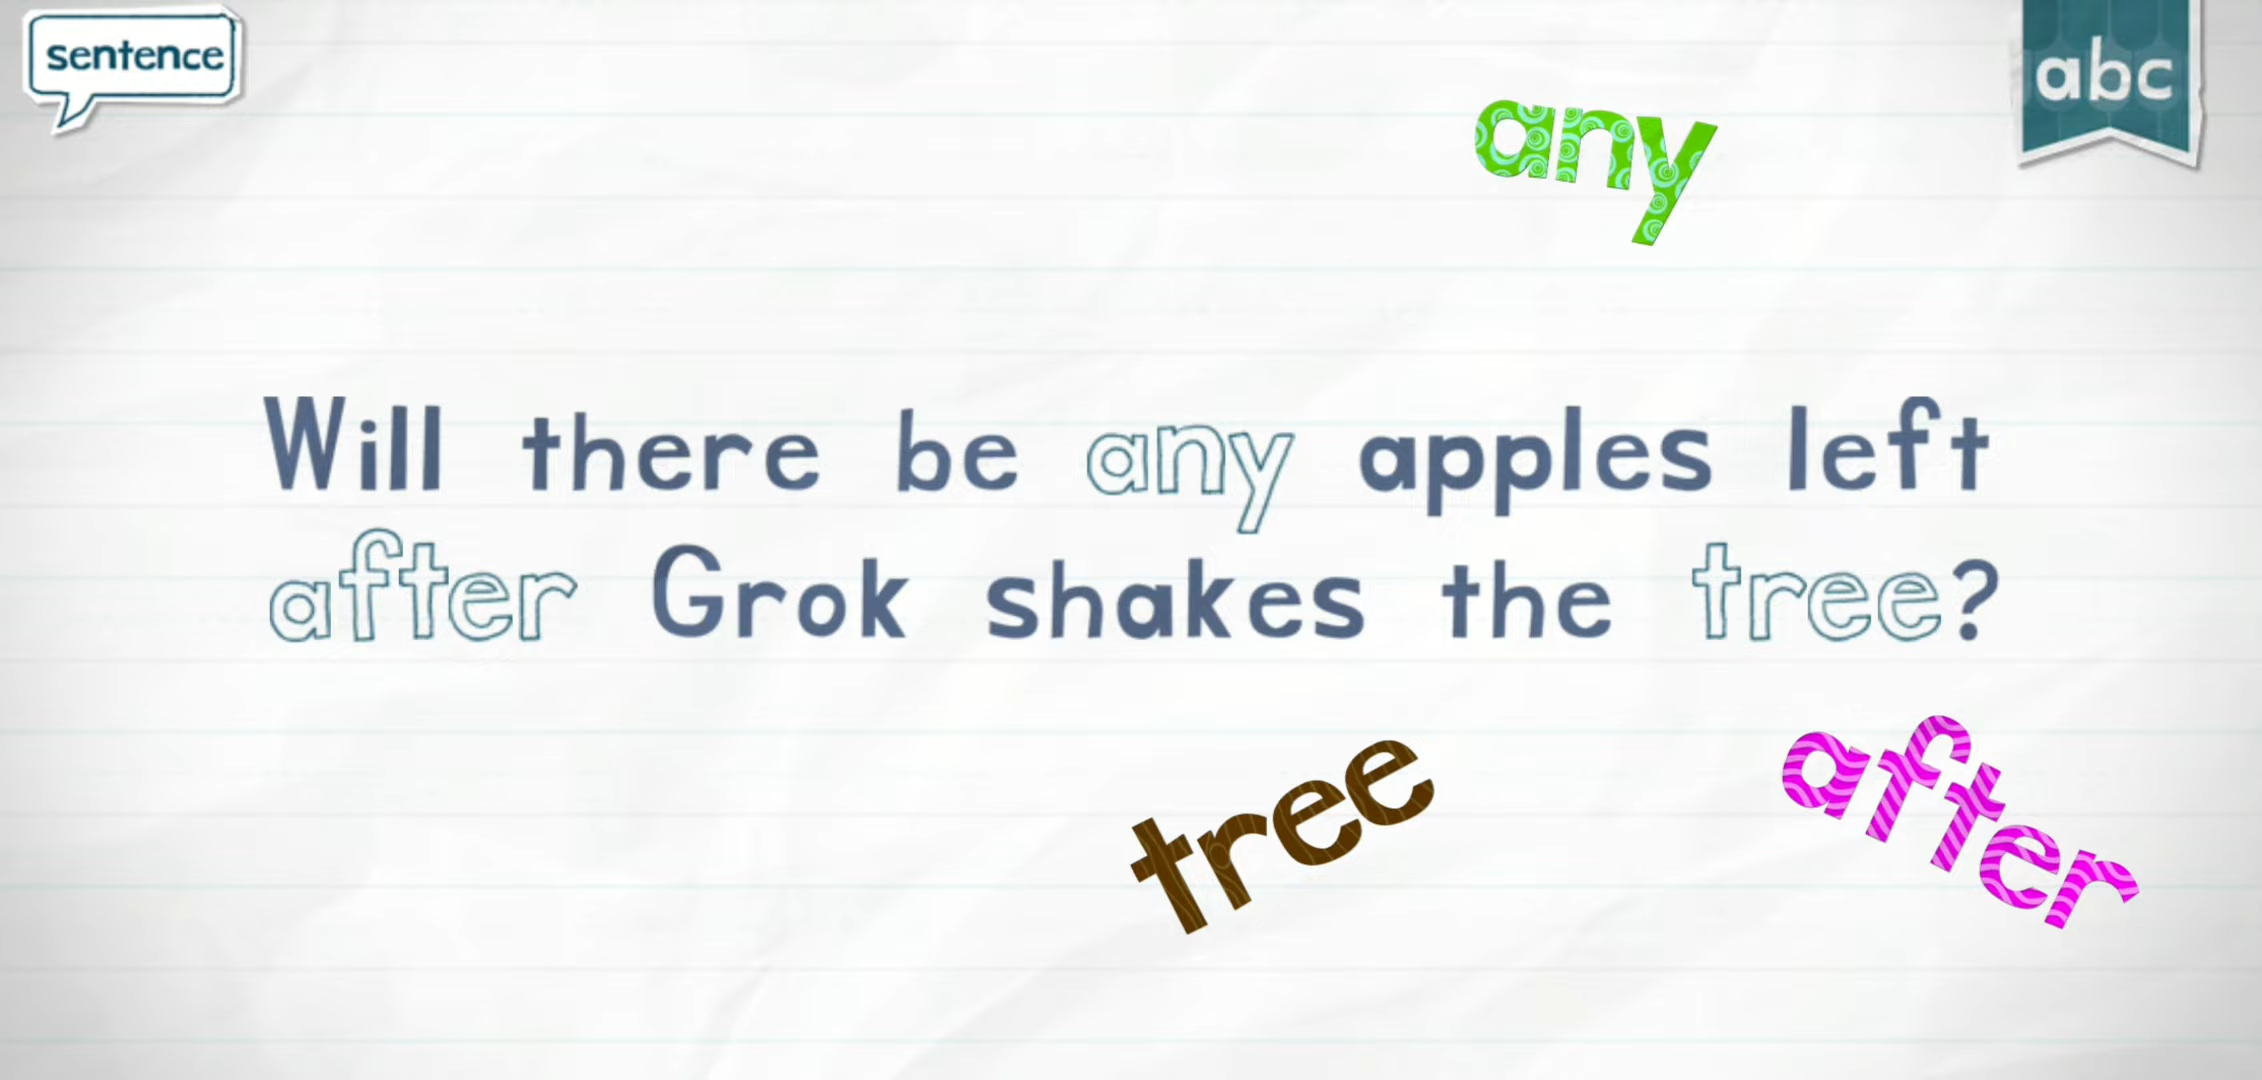 sentence
abc
any
Will there be any apples left
after Grok shakes the tree?
tree
after